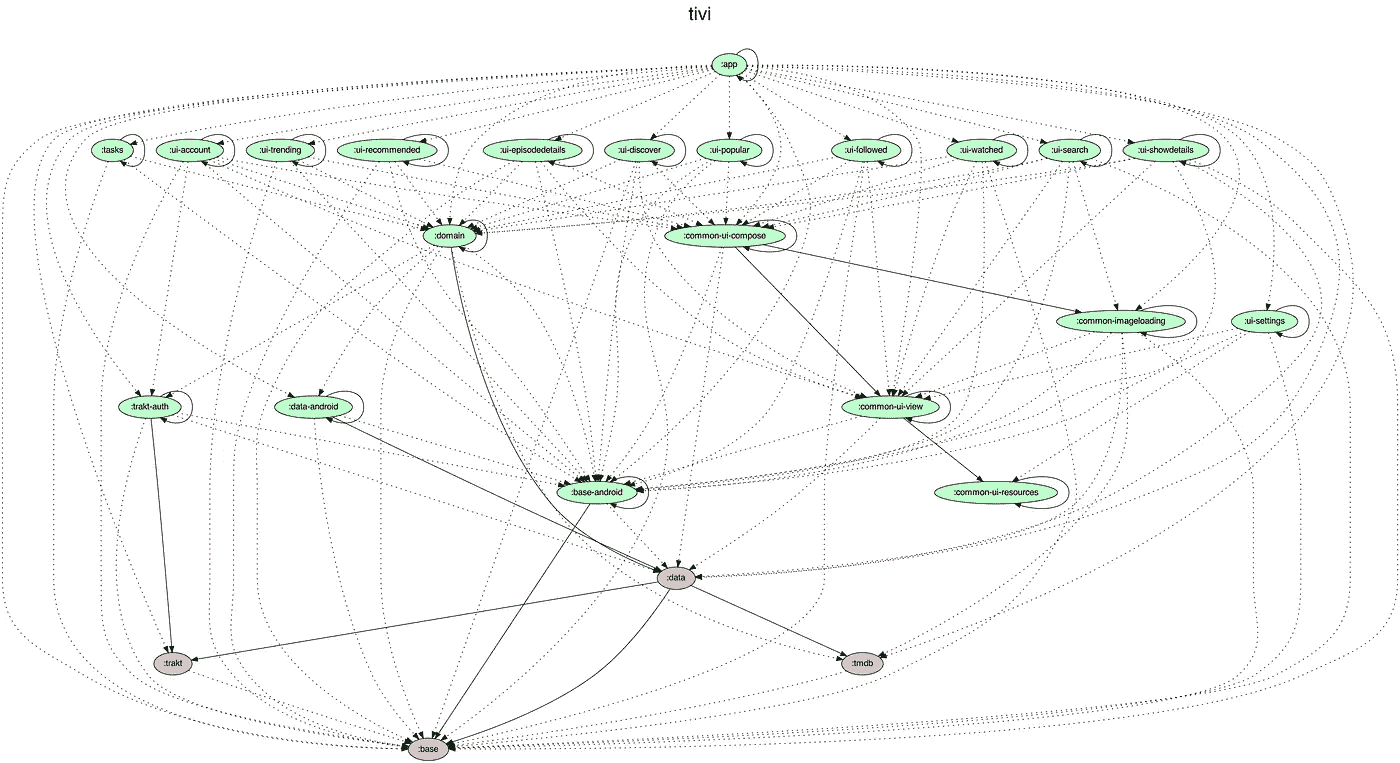 tivi
:app
:tasks
:ui-account
:ui-trending
:ui-recommended
:ui-episodedetails
:ui-discover
:ui-popular
:ui-followed
:ui-watched
:ui-search
:ui-showdetails
:domain
:common-ui-compose
:common-imageloading
:ui-settings
:trakt-auth
:data-android
:common-ui-view
:base-android
:common-ui-resources
:data
:trakt
:tmdb
:base